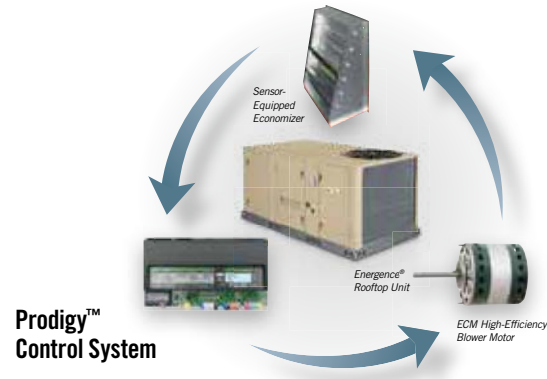 Sensor-
Equipped
Economizer
Energence®
Rooftop Unit
ECM High-Efficiency
Blower Motor
Prodigy™
Control System